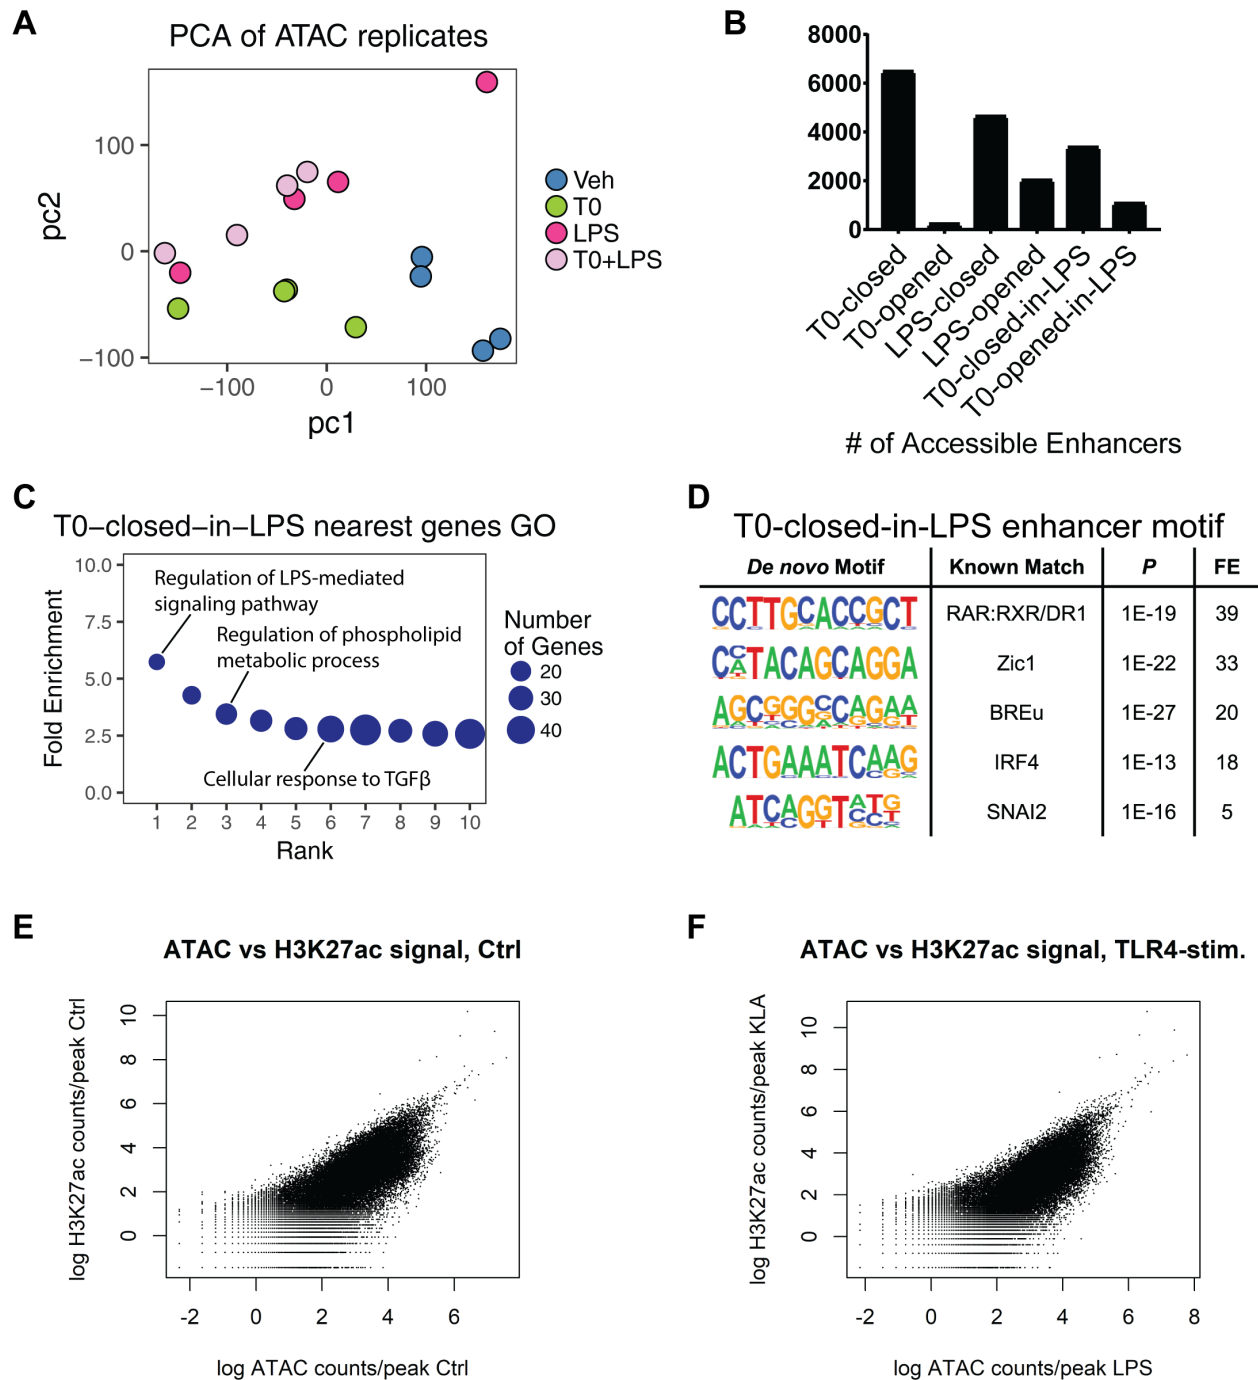 A
PCA of ATAC replicates
100
0
−100
pc2
−100
0
100
pc1
Veh
T0
LPS
T0+LPS
B
8000
6000
4000
2000
0
T0-closed
T0-opened
LPS-closed
LPS-opened
T0-closed-in-LPS
T0-opened-in-LPS
# of Accessible Enhancers
C
T0−closed−in−LPS nearest genes GO
10.0
7.5
5.0
2.5
0.0
Fold Enrichment
Regulation of LPS-mediated
signaling pathway
Regulation of phospholipid
metabolic process
Cellular response to TGFβ
1 2 3 4 5 6 7 8 9 10
Rank
Number
of Genes
20
30
40
D
T0-closed-in-LPS enhancer motif
De novo Motif Known Match P FE
CCTTGCACCGCT RAR:RXR/DR1 1E-19 39
CCTACAGCAGGA Zic1 1E-22 33
AGCGGGCCAGAA BREu 1E-27 20
ACTGAAATCAAG IRF4 1E-13 18
ATCAGGTATG SNAI2 1E-16 5
E
ATAC vs H3K27ac signal, Ctrl
log H3K27ac counts/peak Ctrl
10
8
6
4
2
0
-2 0 2 4 6
log ATAC counts/peak Ctrl
F
ATAC vs H3K27ac signal, TLR4-stim.
log H3K27ac counts/peak KLA
10
8
6
4
2
0
-2 0 2 4 6 8
log ATAC counts/peak LPS